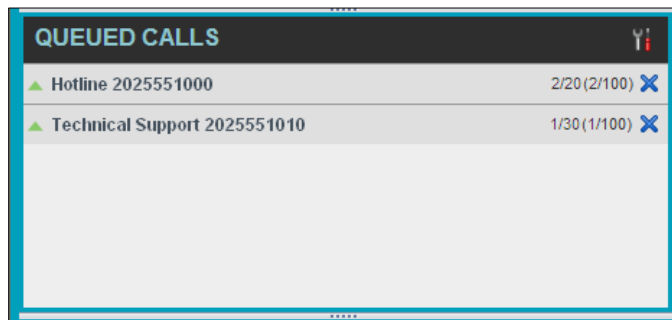 QUEUED CALLS
Hotline 2025551000 2/20(2/100)
Technical Support 2025551010 1/30(1/100)